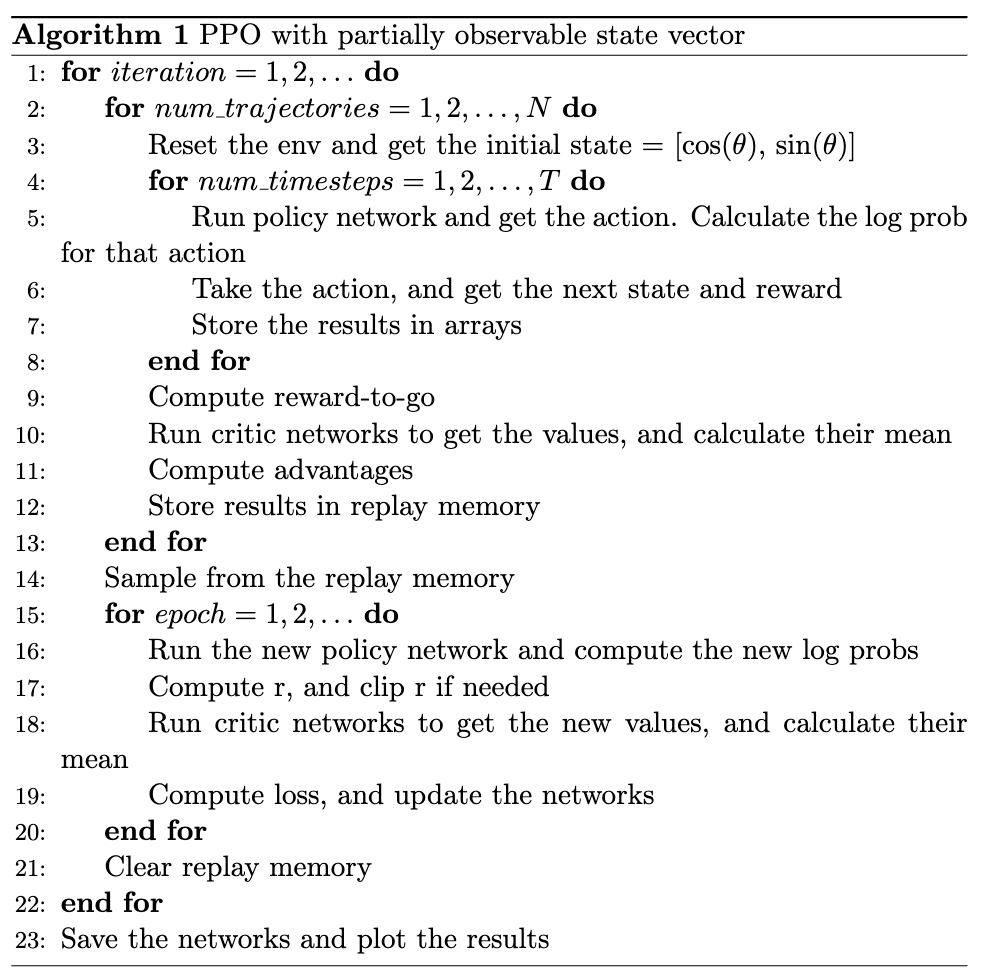 Algorithm 1 PPO with partially observable state vector
1: for iteration = 1, 2, . . . do
2: for num_trajectories = 1, 2, . . . , N do
3: Reset the env and get the initial state = [cos(θ), sin(θ)]
4: for num_timesteps = 1, 2, . . . , T do
5: Run policy network and get the action. Calculate the log prob
for that action
6: Take the action, and get the next state and reward
7: Store the results in arrays
8: end for
9: Compute reward-to-go
10: Run critic networks to get the values, and calculate their mean
11: Compute advantages
12: Store results in replay memory
13: end for
14: Sample from the replay memory
15: for epoch = 1, 2, . . . do
16: Run the new policy network and compute the new log probs
17: Compute r, and clip r if needed
18: Run critic networks to get the new values, and calculate their
mean
19: Compute loss, and update the networks
20: end for
21: Clear replay memory
22: end for
23: Save the networks and plot the results